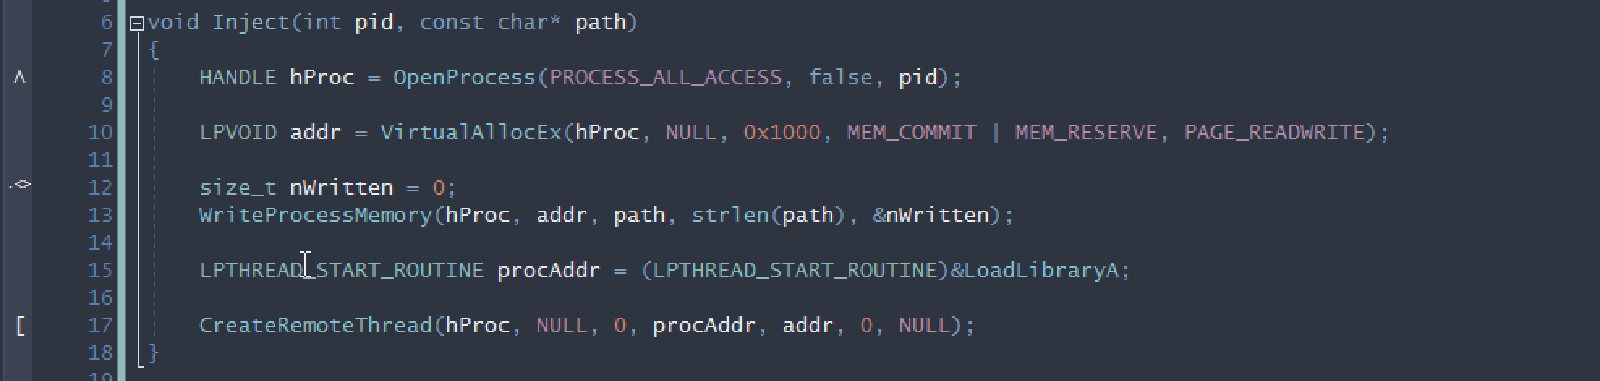 6 void Inject(int pid, const char* path)
7 {
8 HANDLE hProc = OpenProcess(PROCESS_ALL_ACCESS, false, pid);
9
10 LPVOID addr = VirtualAllocEx(hProc, NULL, 0x1000, MEM_COMMIT | MEM_RESERVE, PAGE_READWRITE);
11
12 size_t nWritten = 0;
13 WriteProcessMemory(hProc, addr, path, strlen(path), &nWritten);
14
15 LPTHREAD_START_ROUTINE procAddr = (LPTHREAD_START_ROUTINE)&LoadLibraryA;
16
17 CreateRemoteThread(hProc, NULL, 0, procAddr, addr, 0, NULL);
18 }
19